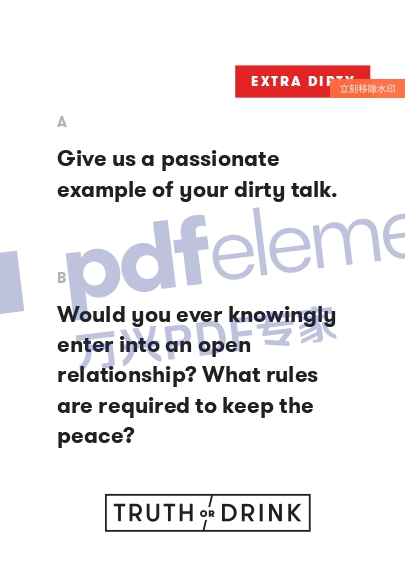 EXTRA DIRTY
立刻移除水印
A
Give us a passionate
example of your dirty talk.
pdfeleme
B
Would you ever knowingly
enter into an open
万兴PDF专家
relationship? What rules
are required to keep the
peace?
TRUTH OR DRINK